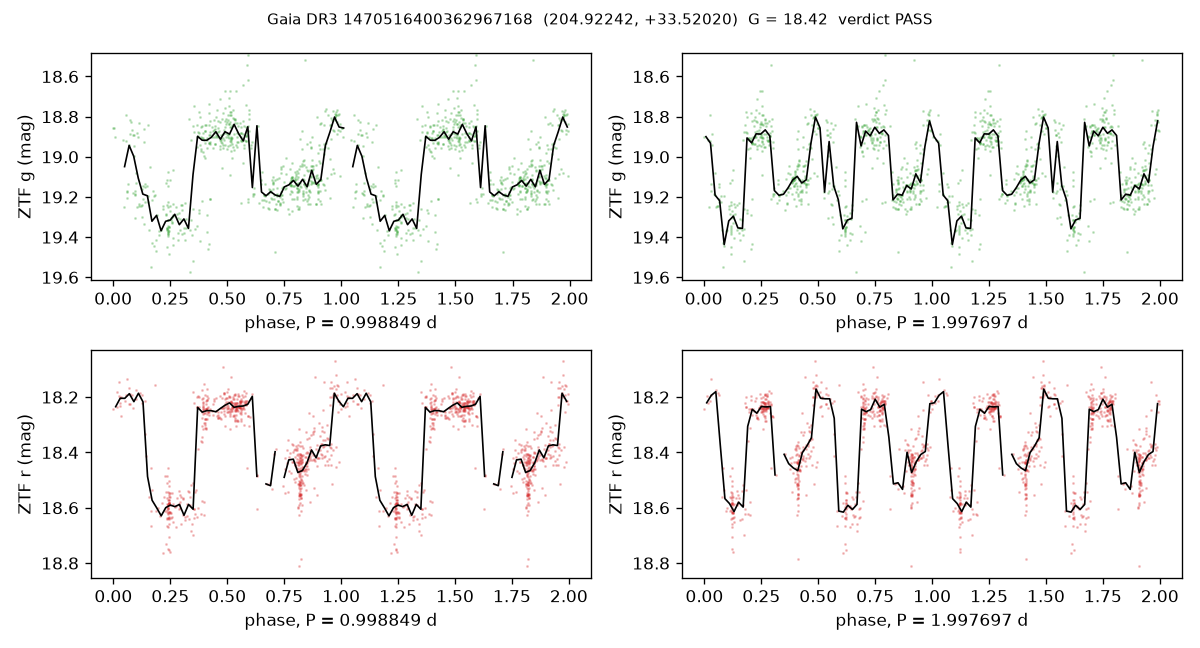 Gaia DR3 1470516400362967168  (204.92242, +33.52020)  G = 18.42  verdict PASS
ZTF g (mag)
18.6
18.8
19.0
19.2
19.4
19.6
0.00 0.25 0.50 0.75 1.00 1.25 1.50 1.75 2.00
phase, P = 0.998849 d
ZTF g (mag)
18.6
18.8
19.0
19.2
19.4
19.6
0.00 0.25 0.50 0.75 1.00 1.25 1.50 1.75 2.00
phase, P = 1.997697 d
ZTF r (mag)
18.2
18.4
18.6
18.8
0.00 0.25 0.50 0.75 1.00 1.25 1.50 1.75 2.00
phase, P = 0.998849 d
ZTF r (mag)
18.2
18.4
18.6
18.8
0.00 0.25 0.50 0.75 1.00 1.25 1.50 1.75 2.00
phase, P = 1.997697 d